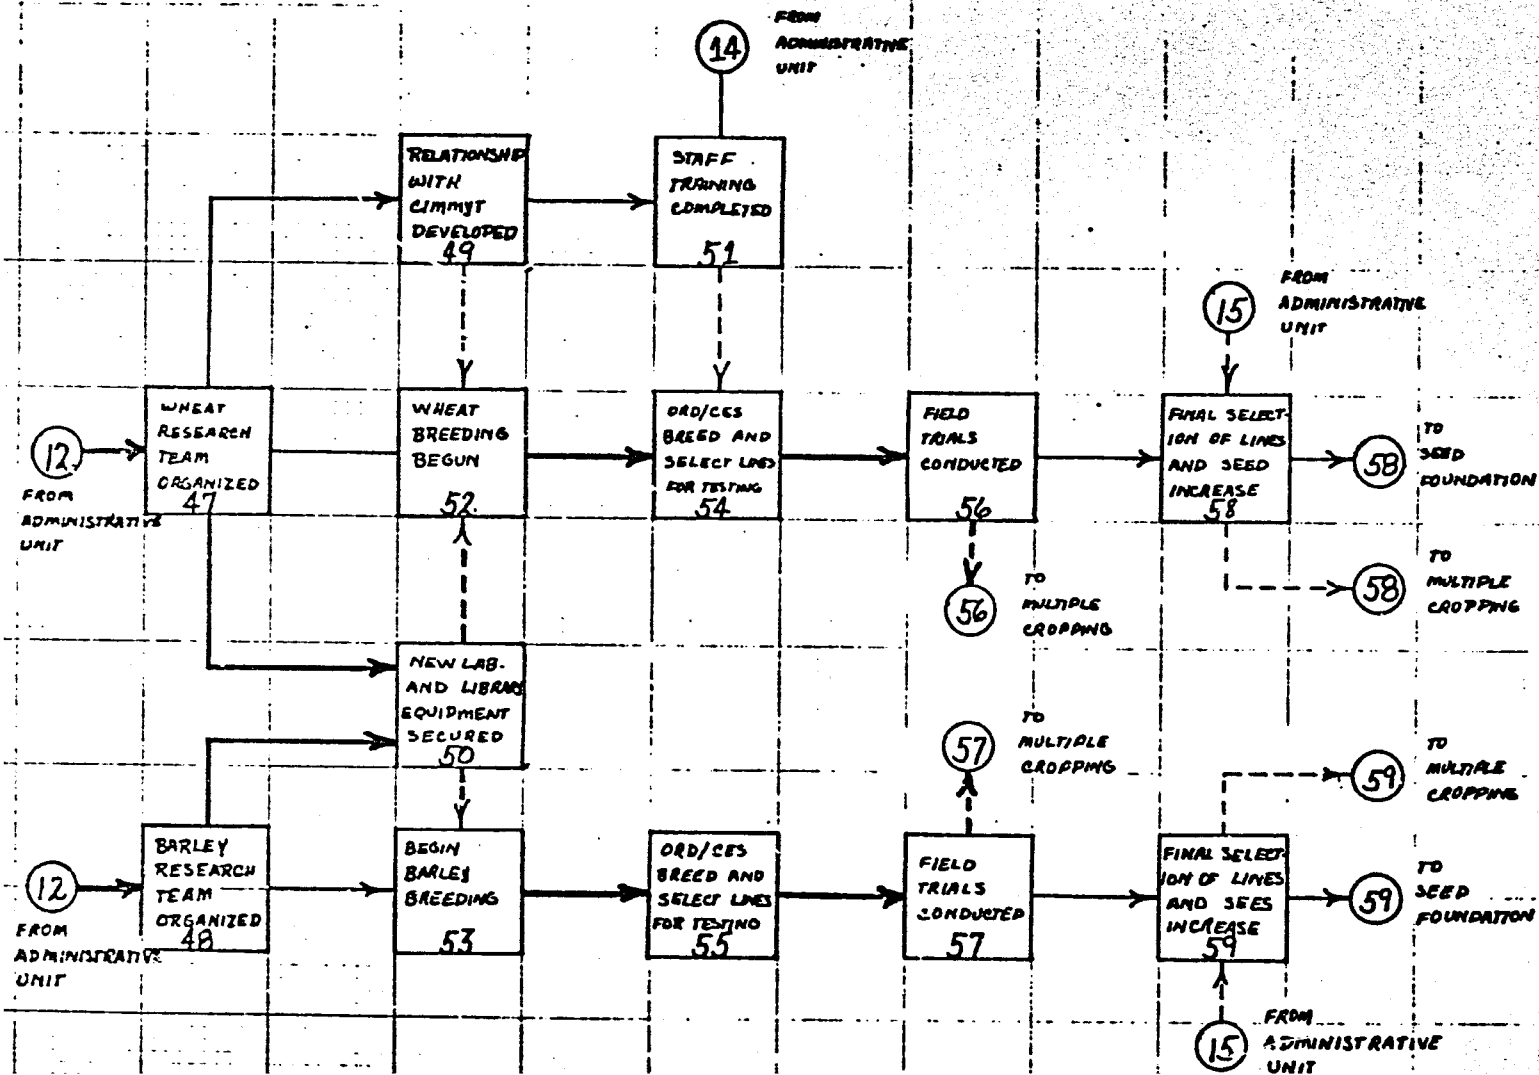 14
FROM
ADMINISTRATIVE
UNIT
RELATIONSHIP
WITH
CIMMYT
DEVELOPED
49
STAFF
TRAINING
COMPLETED
51
15
FROM
ADMINISTRATIVE
UNIT
12
FROM
ADMINISTRATIVE
UNIT
WHEAT
RESEARCH
TEAM
ORGANIZED
47
WHEAT
BREEDING
BEGUN
52
ORD/CES
BREED AND
SELECT LINES
FOR TESTING
54
FIELD
TRIALS
CONDUCTED
56
FINAL SELECT-
ION OF LINES
AND SEED
INCREASE
58
58
TO
SEED
FOUNDATION
56
TO
MULTIPLE
CROPPING
58
TO
MULTIPLE
CROPPING
NEW LAB.
AND LIBRARY
EQUIPMENT
SECURED
50
57
TO
MULTIPLE
CROPPING
59
TO
MULTIPLE
CROPPING
12
FROM
ADMINISTRATIVE
UNIT
BARLEY
RESEARCH
TEAM
ORGANIZED
48
BEGIN
BARLEY
BREEDING
53
ORD/CES
BREED AND
SELECT LINES
FOR TESTING
55
FIELD
TRIALS
CONDUCTED
57
FINAL SELECT-
ION OF LINES
AND SEES
INCREASE
59
59
TO
SEED
FOUNDATION
15
FROM
ADMINISTRATIVE
UNIT